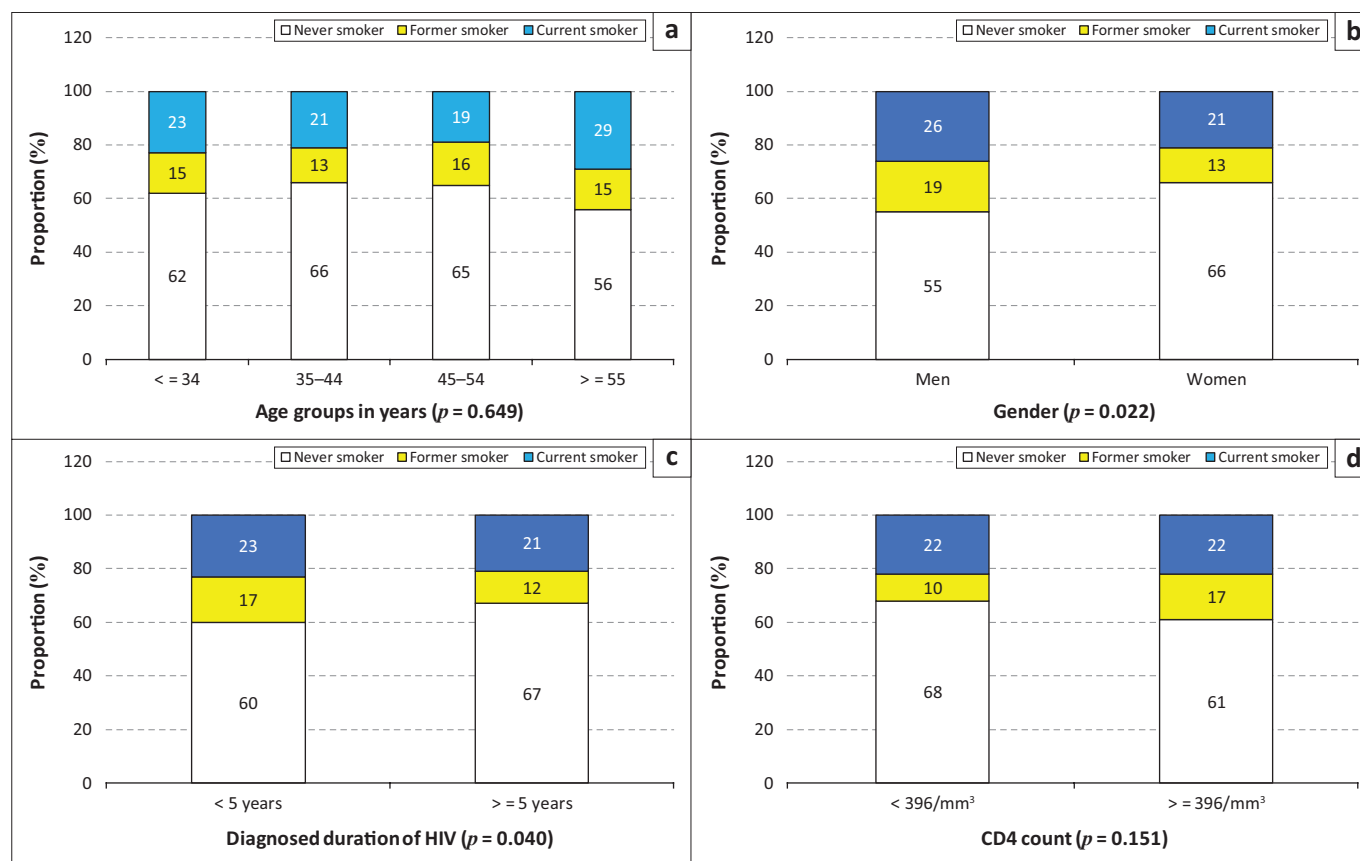 Never smoker Former smoker Current smoker a
120
100
80
60
40
20
0
Proportion (%)
23 21 19 29
15 13 16 15
62 66 65 56
< = 34 35–44 45–54 > = 55
Age groups in years (p = 0.649)
Never smoker Former smoker Current smoker b
120
100
80
60
40
20
0
Proportion (%)
26 21
19 13
55 66
Men Women
Gender (p = 0.022)
Never smoker Former smoker Current smoker c
120
100
80
60
40
20
0
Proportion (%)
23 21
17 12
60 67
< 5 years > = 5 years
Diagnosed duration of HIV (p = 0.040)
Never smoker Former smoker Current smoker d
120
100
80
60
40
20
0
Proportion (%)
22 22
10 17
68 61
< 396/mm³ > = 396/mm³
CD4 count (p = 0.151)